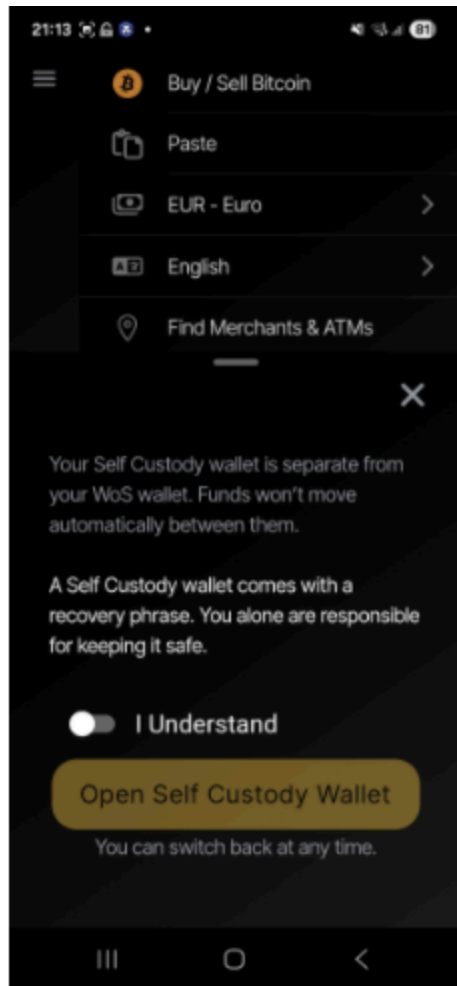 21:13
81
Buy / Sell Bitcoin
Paste
EUR - Euro
English
Find Merchants & ATMs
Your Self Custody wallet is separate from
your WoS wallet. Funds won't move
automatically between them.
A Self Custody wallet comes with a
recovery phrase. You alone are responsible
for keeping it safe.
I Understand
Open Self Custody Wallet
You can switch back at any time.